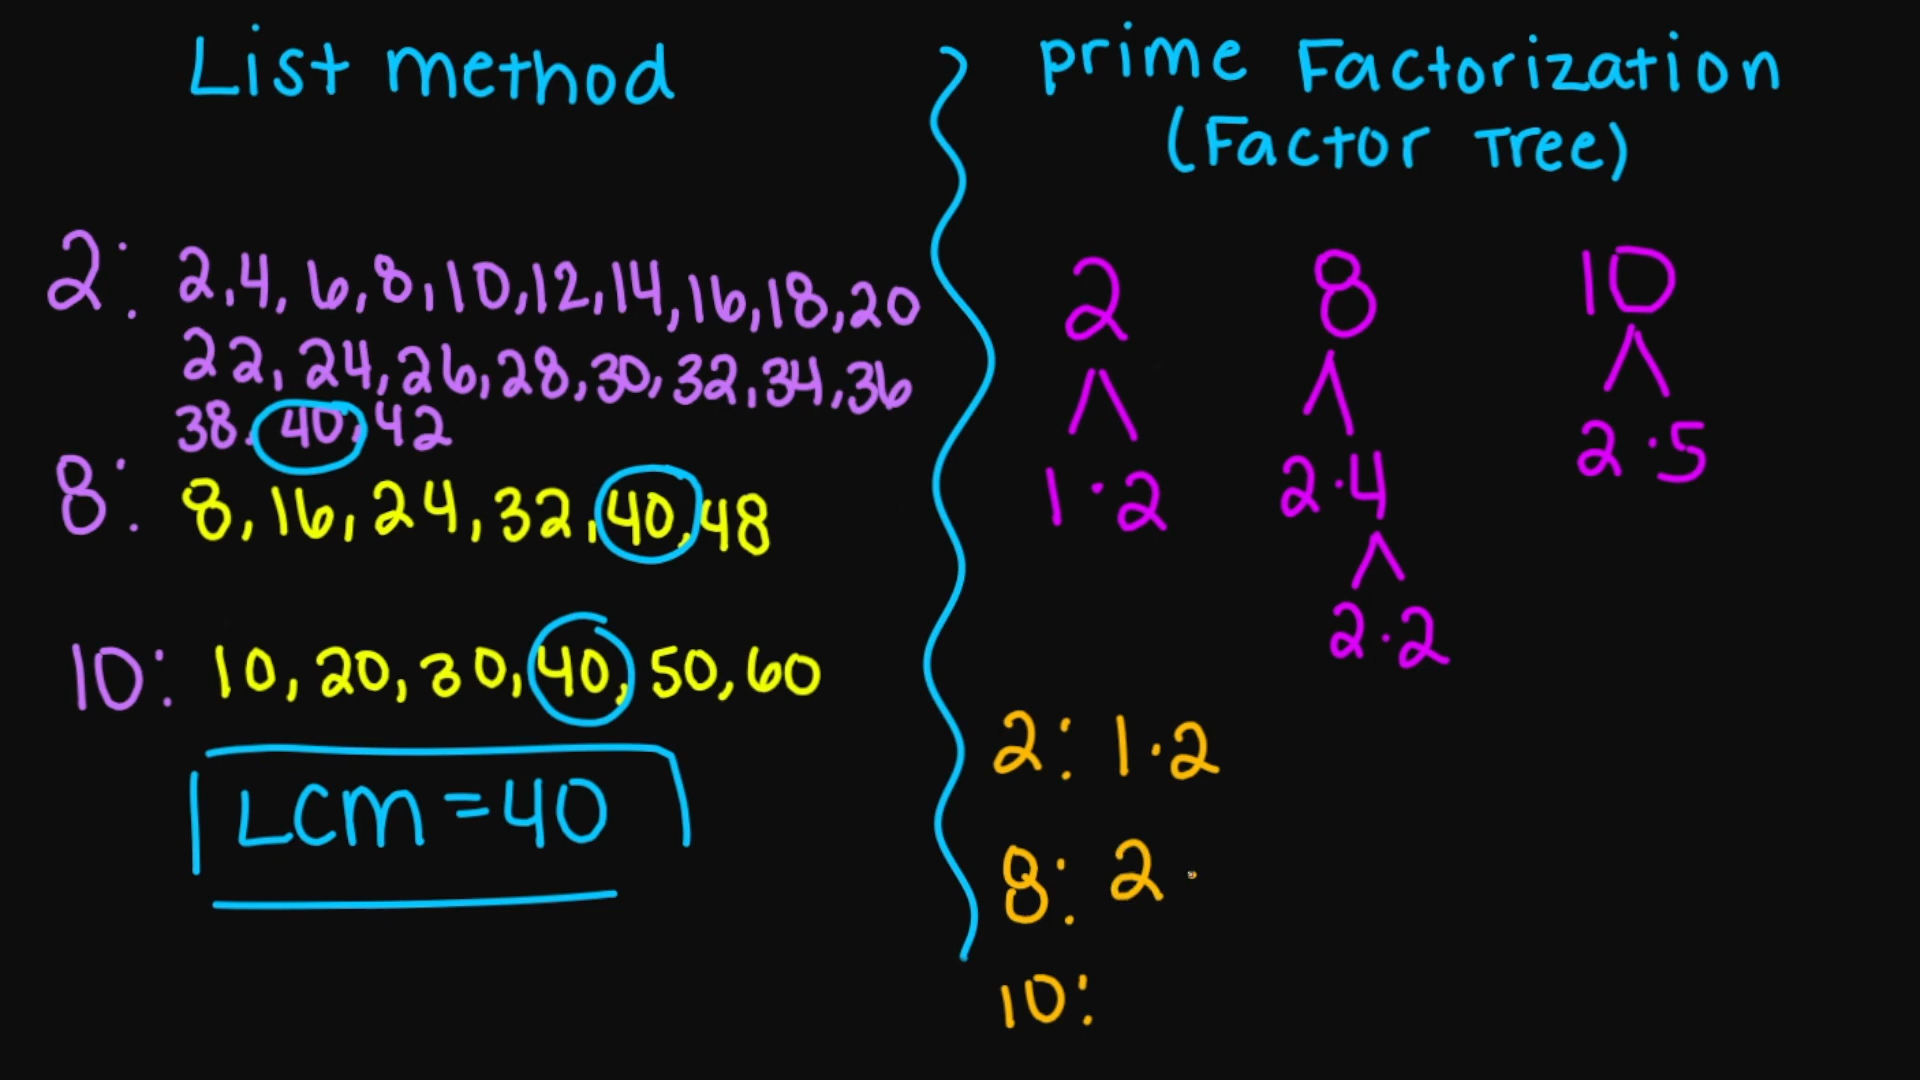 List method
2: 2,4,6,8,10,12,14,16,18,20
22,24,26,28,30,32,34,36
38,40,42
8: 8,16,24,32,40,48
10: 10,20,30,40,50,60
LCM=40
prime Factorization
(Factor Tree)
2 8 10
1·2 2·4 2·5
2·2
2: 1·2
8: 2·
10: